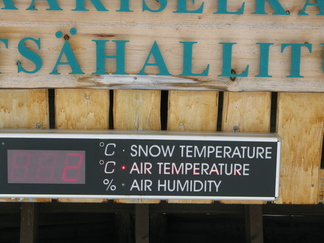 TSÄHALLIT
2
°C · SNOW TEMPERATURE
°C · AIR TEMPERATURE
% · AIR HUMIDITY